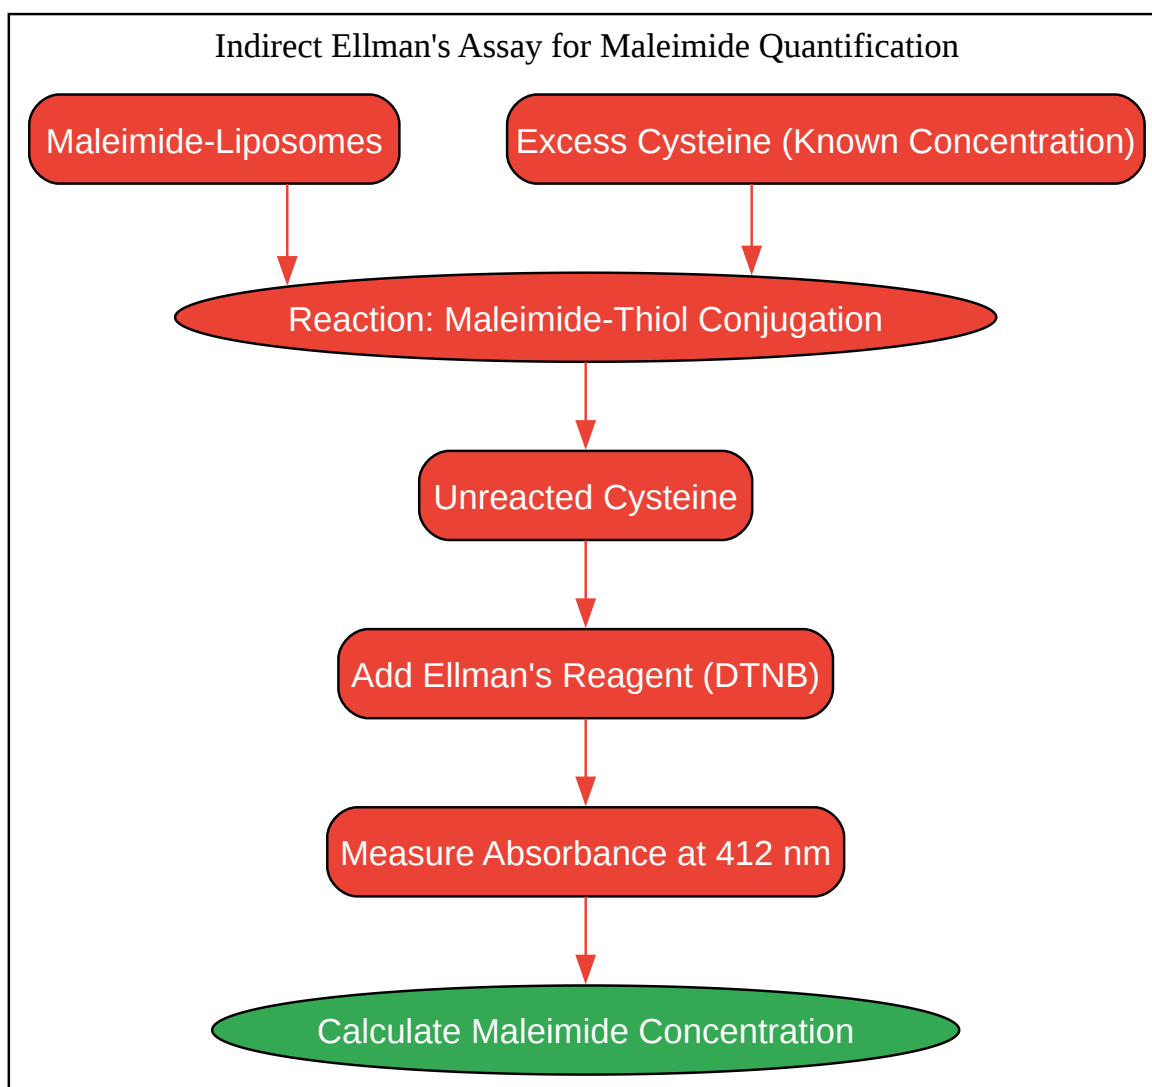 Indirect Ellman's Assay for Maleimide Quantification
Maleimide-Liposomes
Excess Cysteine (Known Concentration)
Reaction: Maleimide-Thiol Conjugation
Unreacted Cysteine
Add Ellman's Reagent (DTNB)
Measure Absorbance at 412 nm
Calculate Maleimide Concentration